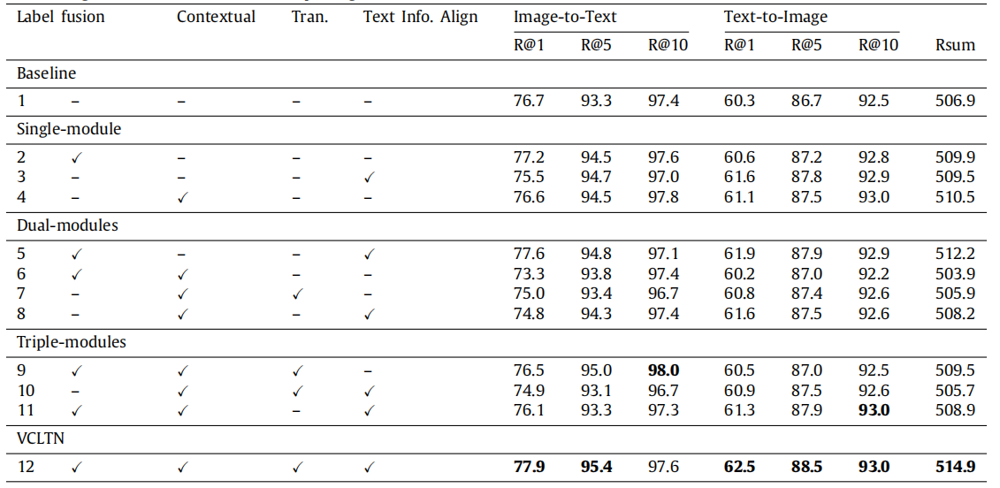 Label fusion Contextual Tran. Text Info. Align Image-to-Text Text-to-Image
R@1 R@5 R@10 R@1 R@5 R@10 Rsum
Baseline
1 – – – – 76.7 93.3 97.4 60.3 86.7 92.5 506.9
Single-module
2 ✓ – – – 77.2 94.5 97.6 60.6 87.2 92.8 509.9
3 – – – ✓ 75.5 94.7 97.0 61.6 87.8 92.9 509.5
4 – ✓ – – 76.6 94.5 97.8 61.1 87.5 93.0 510.5
Dual-modules
5 ✓ – – ✓ 77.6 94.8 97.1 61.9 87.9 92.9 512.2
6 ✓ ✓ – – 73.3 93.8 97.4 60.2 87.0 92.2 503.9
7 – ✓ ✓ – 75.0 93.4 96.7 60.8 87.4 92.6 505.9
8 – ✓ – ✓ 74.8 94.3 97.4 61.6 87.5 92.6 508.2
Triple-modules
9 ✓ ✓ ✓ – 76.5 95.0 98.0 60.5 87.0 92.5 509.5
10 – ✓ ✓ ✓ 74.9 93.1 96.7 60.9 87.5 92.6 505.7
11 ✓ ✓ – ✓ 76.1 93.3 97.3 61.3 87.9 93.0 508.9
VCLTN
12 ✓ ✓ ✓ ✓ 77.9 95.4 97.6 62.5 88.5 93.0 514.9